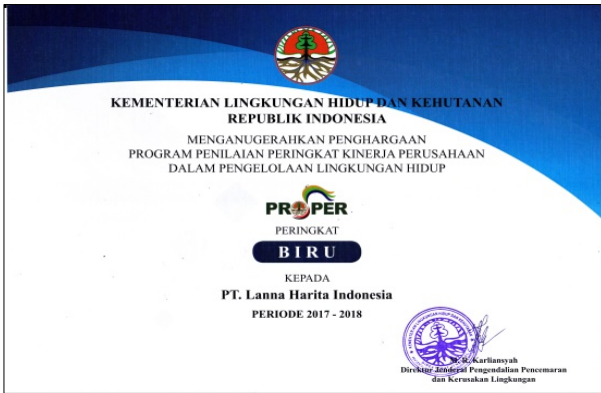 KEMENTERIAN LINGKUNGAN HIDUP DAN KEHUTANAN
REPUBLIK INDONESIA
MENGANUGERAHKAN PENGHARGAAN
PROGRAM PENILAIAN PERINGKAT KINERJA PERUSAHAAN
DALAM PENGELOLAAN LINGKUNGAN HIDUP
PROPER
PERINGKAT
BIRU
KEPADA
PT. Lanna Harita Indonesia
PERIODE 2017 - 2018
M. R. Karliansyah
Direktur Jenderal Pengendalian Pencemaran
dan Kerusakan Lingkungan